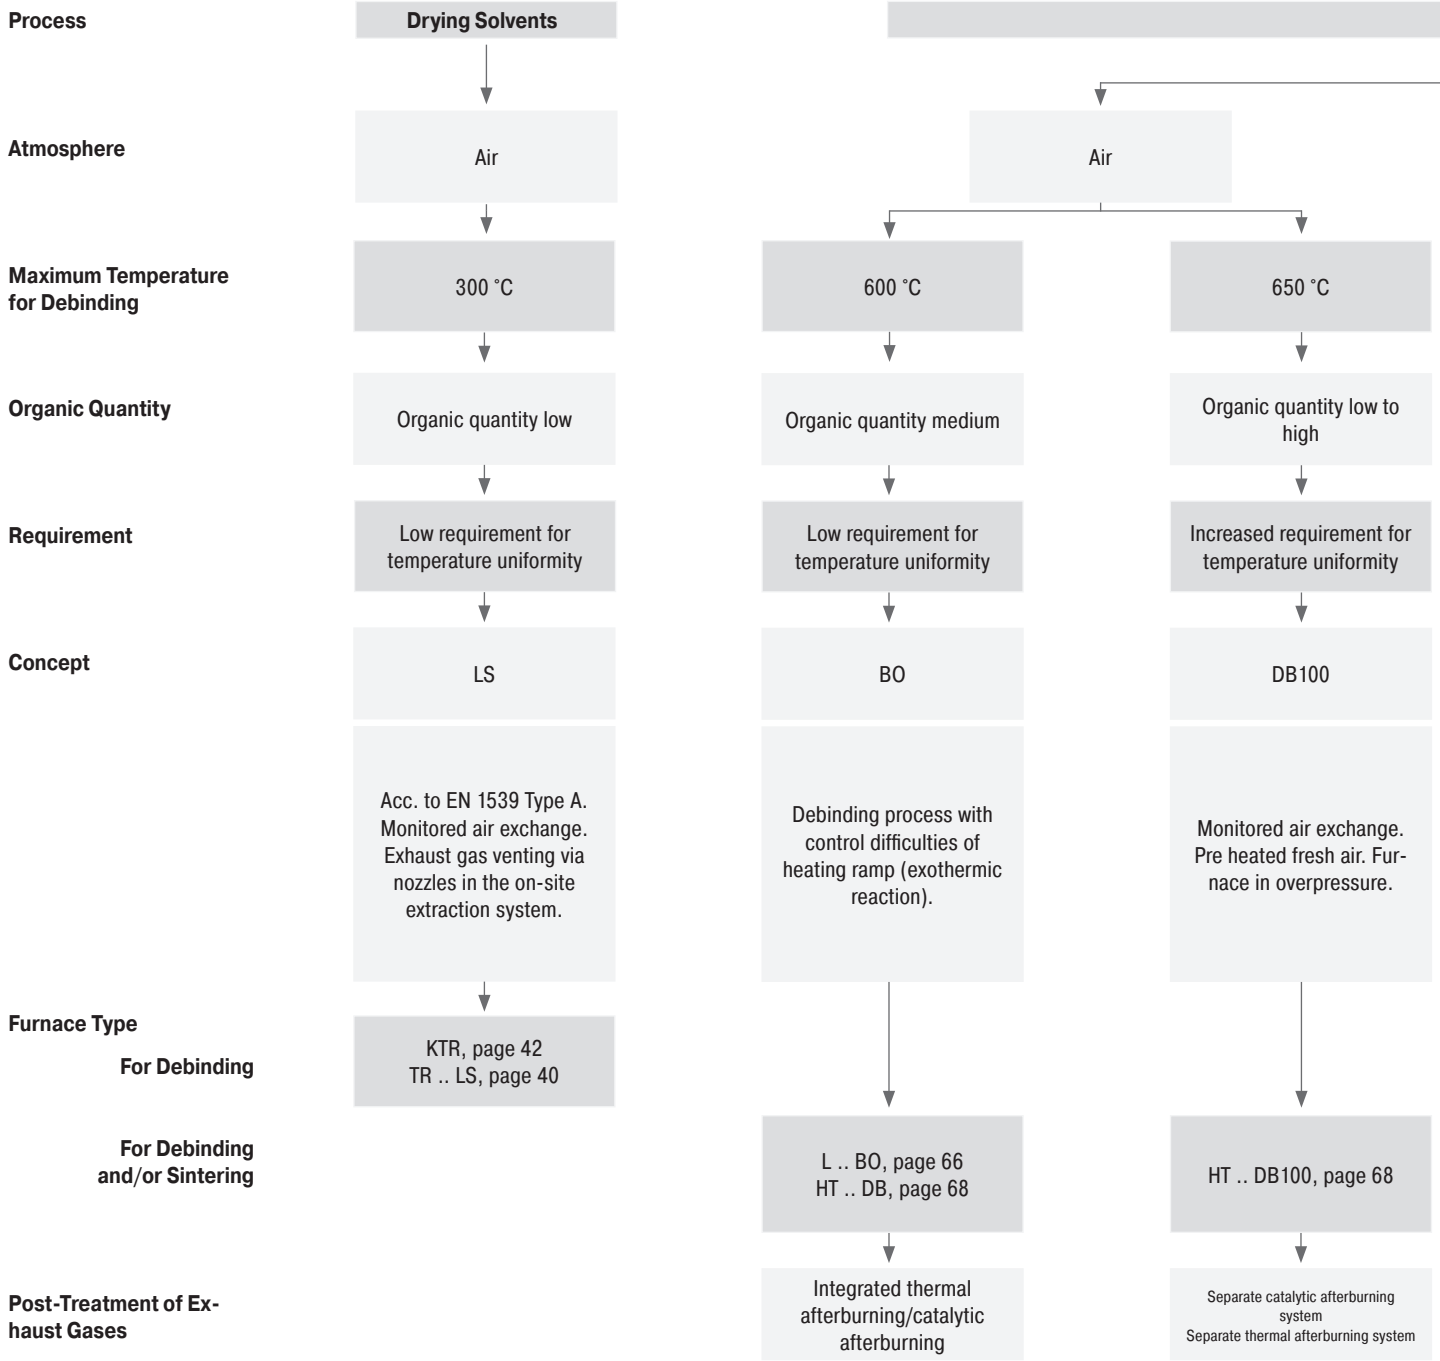 Process
Drying Solvents
Atmosphere
Air
Air
Maximum Temperature
for Debinding
300 °C
600 °C
650 °C
Organic Quantity
Organic quantity low
Organic quantity medium
Organic quantity low to
high
Requirement
Low requirement for
temperature uniformity
Low requirement for
temperature uniformity
Increased requirement for
temperature uniformity
Concept
LS
BO
DB100
Acc. to EN 1539 Type A.
Monitored air exchange.
Exhaust gas venting via
nozzles in the on-site
extraction system.
Debinding process with
control difficulties of
heating ramp (exothermic
reaction).
Monitored air exchange.
Pre heated fresh air. Fur-
nace in overpressure.
Furnace Type
For Debinding
KTR, page 42
TR .. LS, page 40
For Debinding
and/or Sintering
L .. BO, page 66
HT .. DB, page 68
HT .. DB100, page 68
Post-Treatment of Ex-
haust Gases
Integrated thermal
afterburning/catalytic
afterburning
Separate catalytic afterburning
system
Separate thermal afterburning system